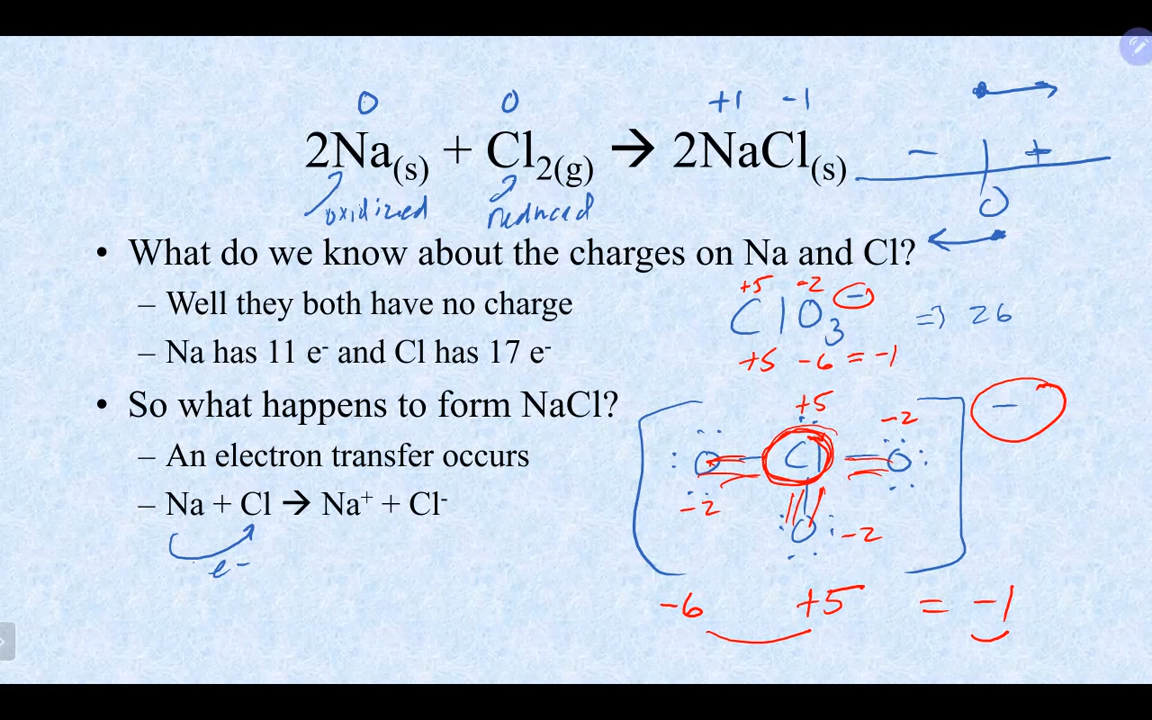 0 0 +1 -1
2Na(s) + Cl2(g) → 2NaCl(s)
oxidized reduced
- +
0
• What do we know about the charges on Na and Cl?
– Well they both have no charge
– Na has 11 e- and Cl has 17 e-
• So what happens to form NaCl?
– An electron transfer occurs
– Na + Cl → Na+ + Cl-
e-
+5 -2
ClO3- ⇒ 26
+5 -6 = -1
+5 -2 -
O Cl O
-2
O -2
-6 +5 = -1